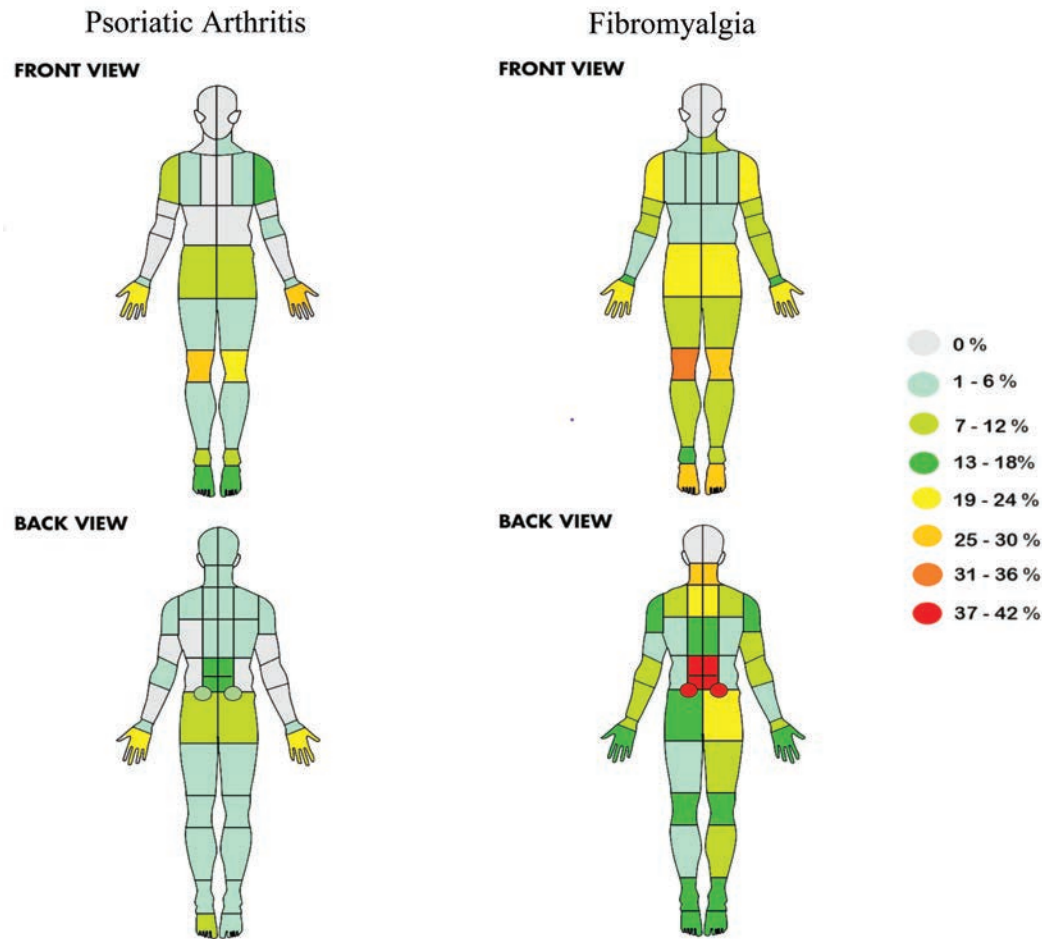 Psoriatic Arthritis
Fibromyalgia
FRONT VIEW
FRONT VIEW
0 %
1 - 6 %
7 - 12 %
13 - 18%
19 - 24 %
25 - 30 %
31 - 36 %
37 - 42 %
BACK VIEW
BACK VIEW